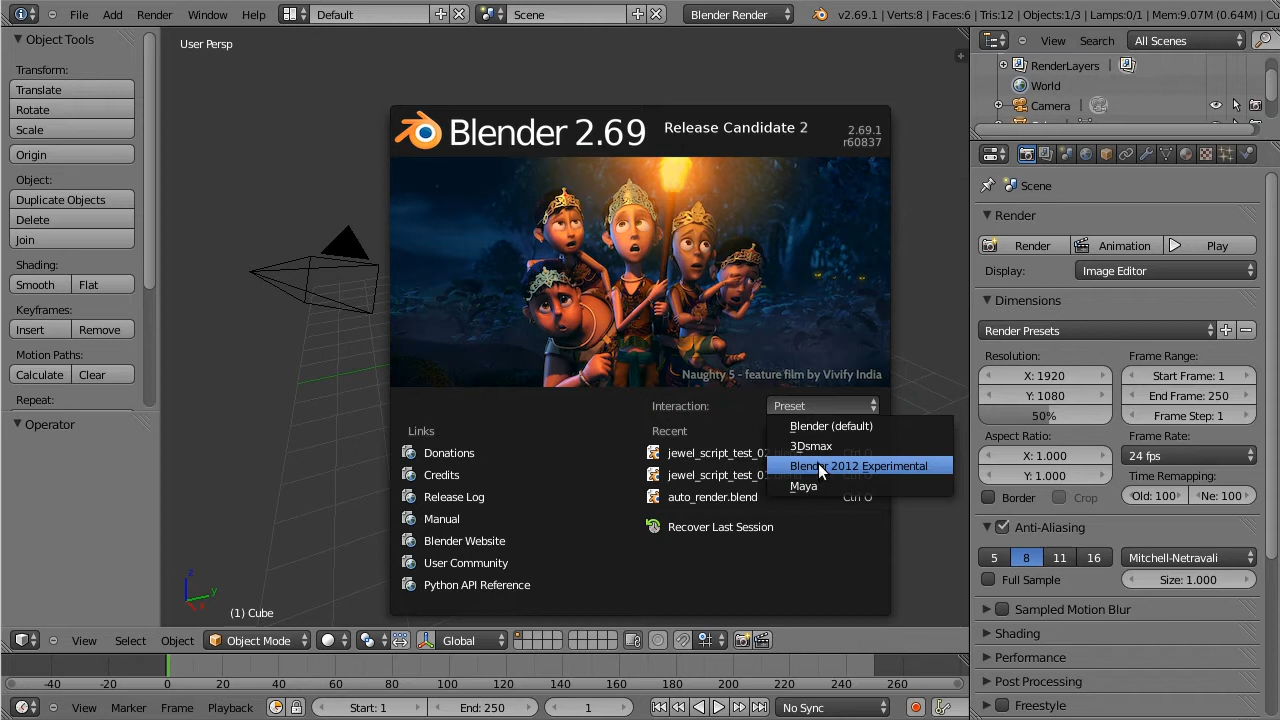 File Add Render Window Help Default Scene Blender Render v2.69.1 | Verts:8 | Faces:6 | Tris:12 | Objects:1/3 | Lamps:0/1 | Mem:9.07M (0.64M) | Cu
Object Tools
Transform:
Translate
Rotate
Scale
Origin
Object:
Duplicate Objects
Delete
Join
Shading:
Smooth Flat
Keyframes:
Insert Remove
Motion Paths:
Calculate Clear
Repeat:
Operator
User Persp
Blender 2.69 Release Candidate 2 2.69.1
r60837
Naughty 5 - feature film by Vivify India
Interaction: Preset
Blender (default)
3Dsmax
Blender 2012 Experimental
Maya
Links
Donations
Credits
Release Log
Manual
Blender Website
User Community
Python API Reference
Recent
jewel_script_test_0
jewel_script_test_0
auto_render.blend Ctrl O
Recover Last Session
z
y
x
(1) Cube
View Select Object Object Mode Global
-40 -20 0 20 40 60 80 100 120 140 160 180 200 220 240 260
View Marker Frame Playback Start: 1 End: 250 1 No Sync
View Search All Scenes
RenderLayers |
World
Camera |
Scene
Render
Render Animation Play
Display: Image Editor
Dimensions
Render Presets
Resolution: Frame Range:
X: 1920 Start Frame: 1
Y: 1080 End Frame: 250
50% Frame Step: 1
Aspect Ratio: Frame Rate:
X: 1.000 24 fps
Y: 1.000 Time Remapping:
Border Crop Old: 100 Ne: 100
Anti-Aliasing
5 8 11 16 Mitchell-Netravali
Full Sample Size: 1.000
Sampled Motion Blur
Shading
Performance
Post Processing
Freestyle